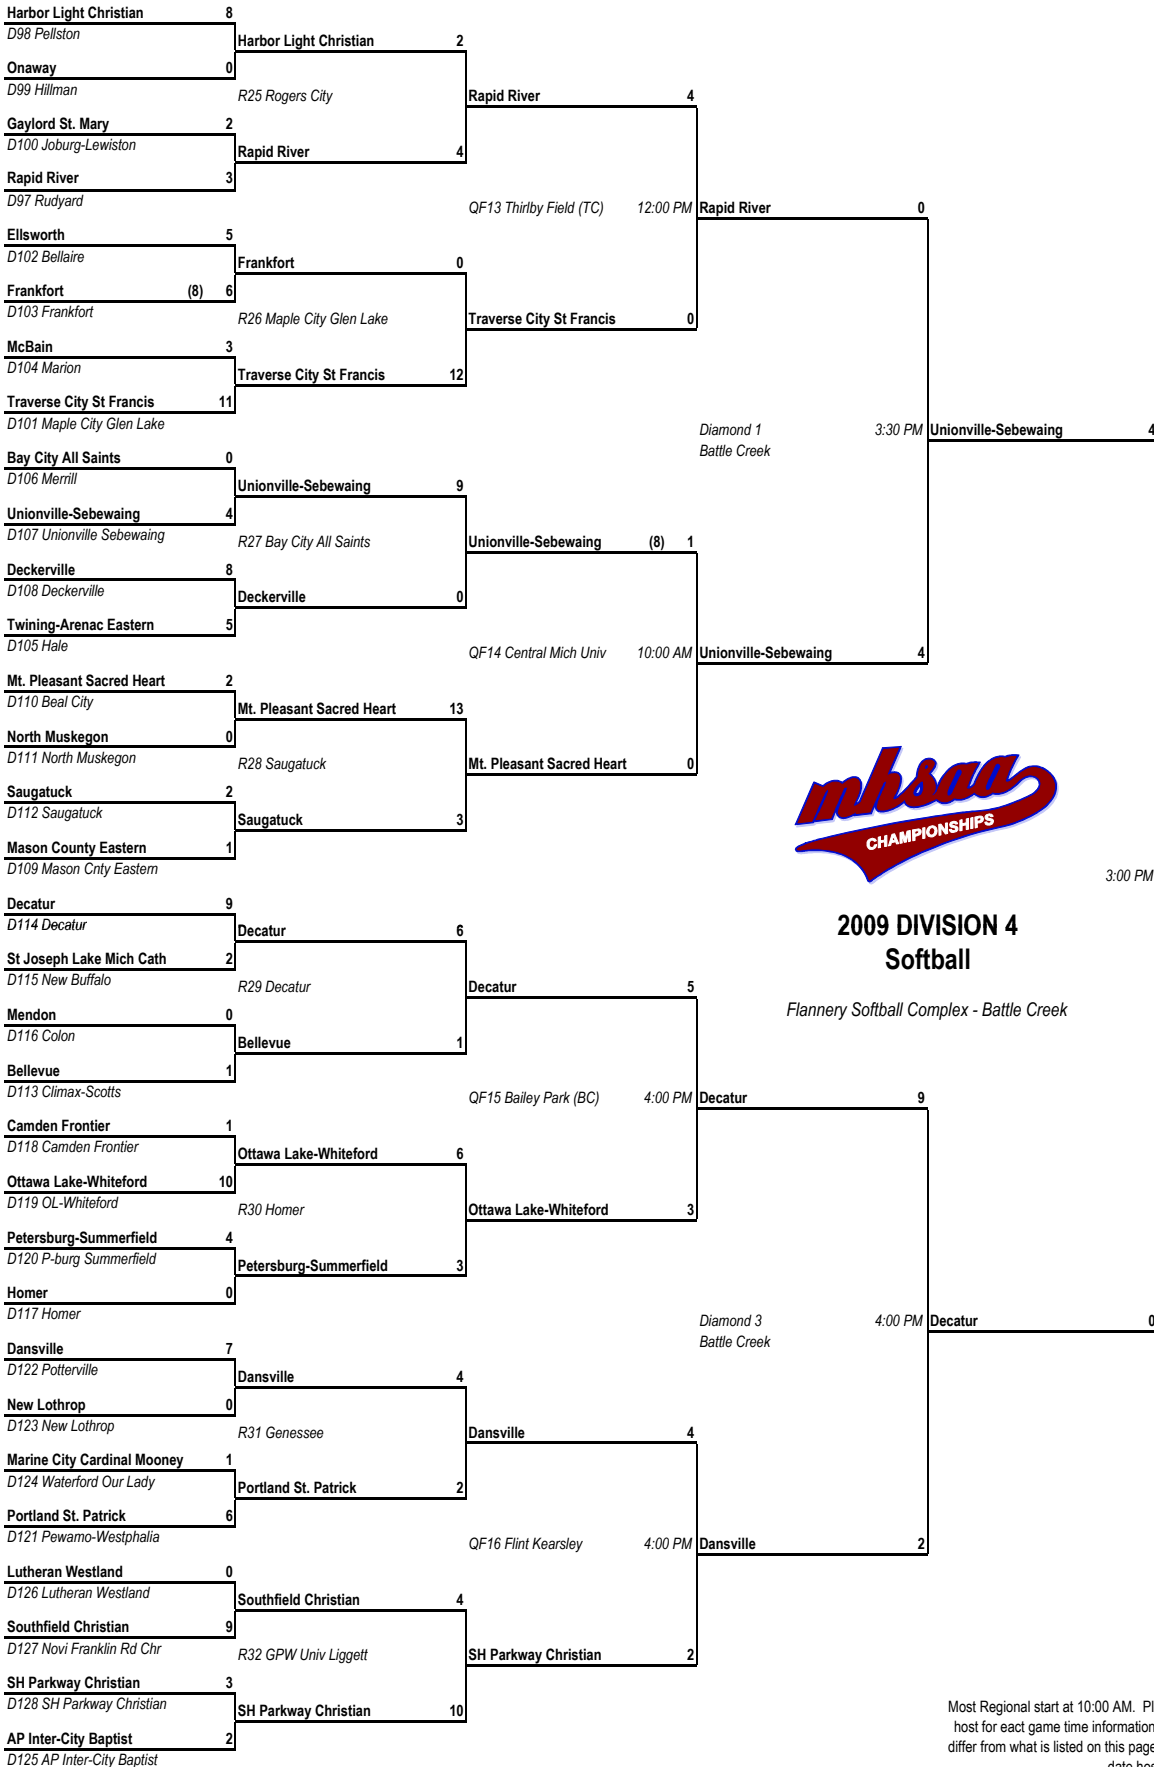 Harbor Light Christian 8
D98 Pellston
Harbor Light Christian 2
Onaway 0
D99 Hillman
R25 Rogers City
Rapid River 4
Gaylord St. Mary 2
D100 Joburg-Lewiston
Rapid River 4
Rapid River 3
D97 Rudyard
QF13 Thirlby Field (TC) 12:00 PM
Rapid River 0
Ellsworth 5
D102 Bellaire
Frankfort 0
Frankfort (8) 6
D103 Frankfort
R26 Maple City Glen Lake
Traverse City St Francis 0
McBain 3
D104 Marion
Traverse City St Francis 12
Traverse City St Francis 11
D101 Maple City Glen Lake
Diamond 1 3:30 PM
Battle Creek
Unionville-Sebewaing 4
Bay City All Saints 0
D106 Merrill
Unionville-Sebewaing 9
Unionville-Sebewaing 4
D107 Unionville Sebewaing
R27 Bay City All Saints
Unionville-Sebewaing (8) 1
Deckerville 8
D108 Deckerville
Deckerville 0
Twining-Arenac Eastern 5
D105 Hale
QF14 Central Mich Univ 10:00 AM
Unionville-Sebewaing 4
Mt. Pleasant Sacred Heart 2
D110 Beal City
Mt. Pleasant Sacred Heart 13
North Muskegon 0
D111 North Muskegon
R28 Saugatuck
Mt. Pleasant Sacred Heart 0
Saugatuck 2
D112 Saugatuck
Saugatuck 3
Mason County Eastern 1
D109 Mason Cnty Eastern
mhsaa
CHAMPIONSHIPS
3:00 PM
2009 DIVISION 4
Softball
Flannery Softball Complex - Battle Creek
Decatur 9
D114 Decatur
Decatur 6
St Joseph Lake Mich Cath 2
D115 New Buffalo
R29 Decatur
Decatur 5
Mendon 0
D116 Colon
Bellevue 1
Bellevue 1
D113 Climax-Scotts
QF15 Bailey Park (BC) 4:00 PM
Decatur 9
Camden Frontier 1
D118 Camden Frontier
Ottawa Lake-Whiteford 6
Ottawa Lake-Whiteford 10
D119 OL-Whiteford
R30 Homer
Ottawa Lake-Whiteford 3
Petersburg-Summerfield 4
D120 P-burg Summerfield
Petersburg-Summerfield 3
Homer 0
D117 Homer
Diamond 3 4:00 PM
Battle Creek
Decatur 0
Dansville 7
D122 Potterville
Dansville 4
New Lothrop 0
D123 New Lothrop
R31 Genessee
Dansville 4
Marine City Cardinal Mooney 1
D124 Waterford Our Lady
Portland St. Patrick 2
Portland St. Patrick 6
D121 Pewamo-Westphalia
QF16 Flint Kearsley 4:00 PM
Dansville 2
Lutheran Westland 0
D126 Lutheran Westland
Southfield Christian 4
Southfield Christian 9
D127 Novi Franklin Rd Chr
R32 GPW Univ Liggett
SH Parkway Christian 2
SH Parkway Christian 3
D128 SH Parkway Christian
SH Parkway Christian 10
AP Inter-City Baptist 2
D125 AP Inter-City Baptist
Most Regional start at 10:00 AM. Pl
host for eact game time information
differ from what is listed on this page